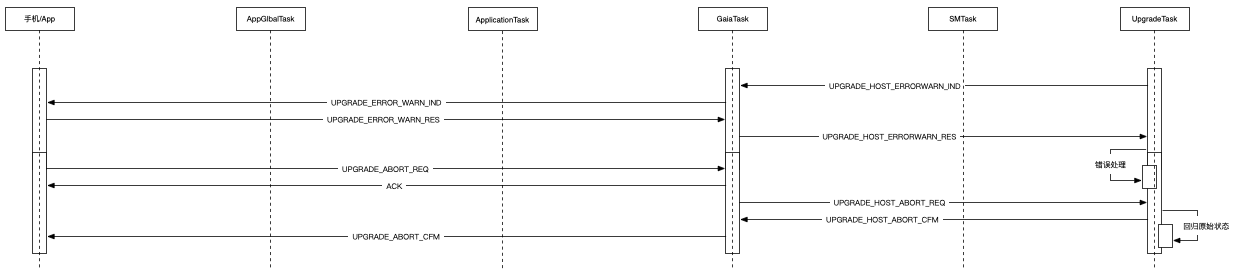 手机/App
AppGlbalTask
ApplicationTask
GaiaTask
SMTask
UpgradeTask
UPGRADE_HOST_ERRORWARN_IND
UPGRADE_ERROR_WARN_IND
UPGRADE_ERROR_WARN_RES
UPGRADE_HOST_ERRORWARN_RES
错误处理
UPGRADE_ABORT_REQ
ACK
UPGRADE_HOST_ABORT_REQ
UPGRADE_HOST_ABORT_CFM
回归原始状态
UPGRADE_ABORT_CFM